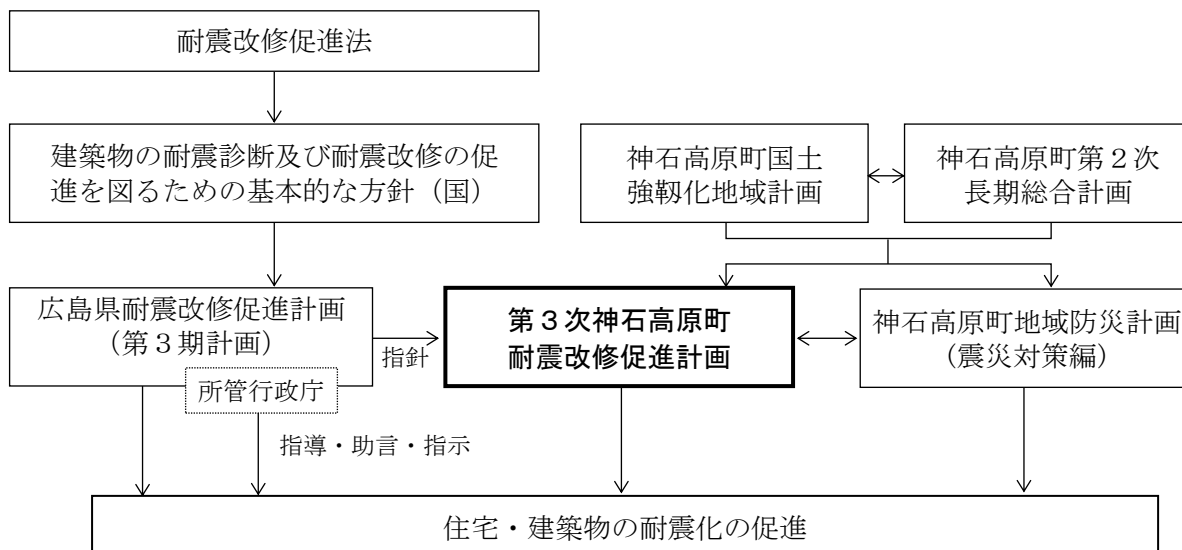 耐震改修促進法
建築物の耐震診断及び耐震改修の促
進を図るための基本的な方針（国）
神石高原町国土
強靱化地域計画
神石高原町第２次
長期総合計画
広島県耐震改修促進計画
（第３期計画）
所管行政庁
指針
第３次神石高原町
耐震改修促進計画
神石高原町地域防災計画
（震災対策編）
指導・助言・指示
住宅・建築物の耐震化の促進